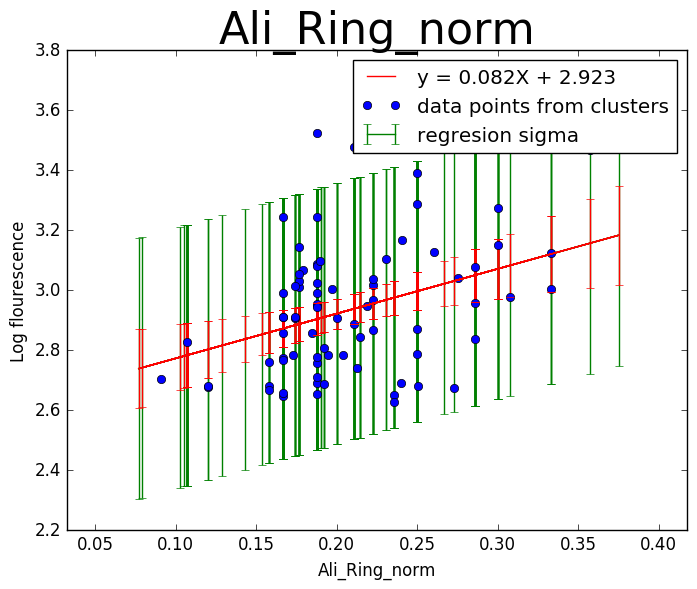 Ali_Ring_norm
y = 0.082X + 2.923
data points from clusters
regresion sigma
3.8
3.6
3.4
3.2
3.0
2.8
2.6
2.4
2.2
Log flourescence
0.05 0.10 0.15 0.20 0.25 0.30 0.35 0.40
Ali_Ring_norm